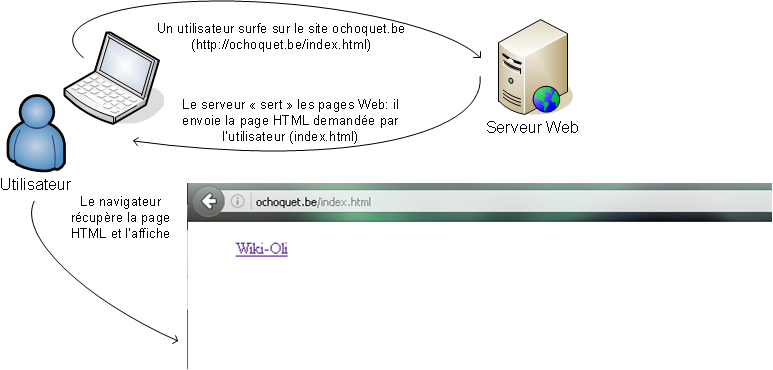 Un utilisateur surfe sur le site ochoquet.be
(http://ochoquet.be/index.html)
Le serveur « sert » les pages Web: il
envoie la page HTML demandée par
l'utilisateur (index.html)
Serveur Web
Utilisateur
Le navigateur
récupère la page
HTML et l'affiche
ochoquet.be/index.html
Wiki-Oli